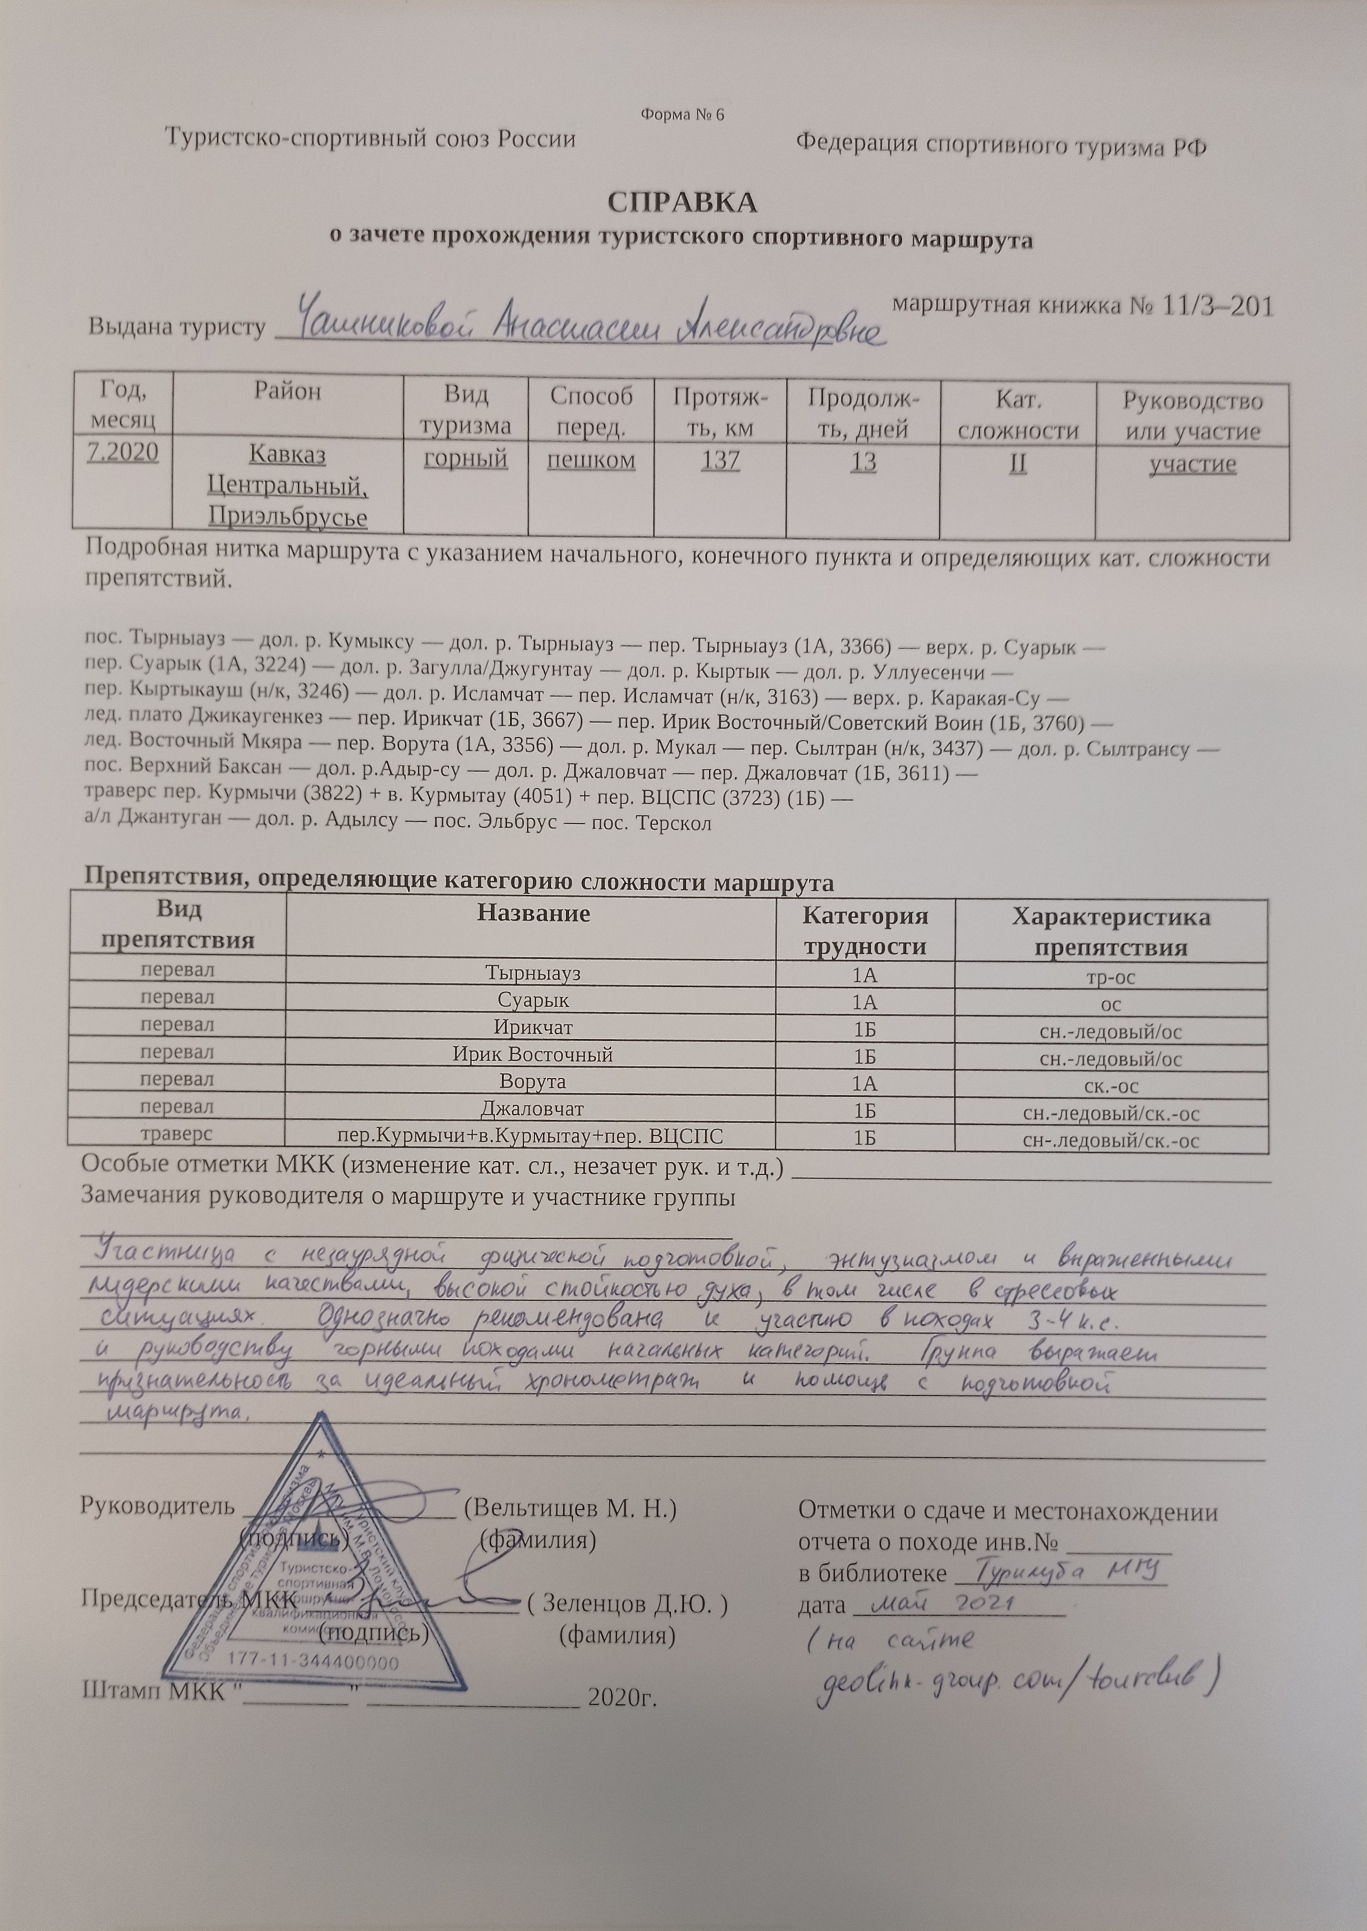 Форма № 6
Туристско-спортивный союз России Федерация спортивного туризма РФ
СПРАВКА
о зачете прохождения туристского спортивного маршрута
маршрутная книжка № 11/3–201
Выдана туристу Чашниковой Анастасии Александровне
Год, месяц Район Вид туризма Способ перед. Протяж-ть, км Продолж-ть, дней Кат. сложности Руководство или участие
7.2020 Кавказ Центральный, Приэльбрусье горный пешком 137 13 II участие
Подробная нитка маршрута с указанием начального, конечного пункта и определяющих кат. сложности
препятствий.
пос. Тырныауз — дол. р. Кумыксу — дол. р. Тырныауз — пер. Тырныауз (1А, 3366) — верх. р. Суарык —
пер. Суарык (1А, 3224) — дол. р. Загулла/Джугунтау — дол. р. Кыртык — дол. р. Уллуесенчи —
пер. Кыртыкауш (н/к, 3246) — дол. р. Исламчат — пер. Исламчат (н/к, 3163) — верх. р. Каракая-Су —
лед. плато Джикаугенкез — пер. Ирикчат (1Б, 3667) — пер. Ирик Восточный/Советский Воин (1Б, 3760) —
лед. Восточный Мкяра — пер. Ворута (1А, 3356) — дол. р. Мукал — пер. Сылтран (н/к, 3437) — дол. р. Сылтрансу —
пос. Верхний Баксан — дол. р.Адыр-су — дол. р. Джаловчат — пер. Джаловчат (1Б, 3611) —
траверс пер. Курмычи (3822) + в. Курмытау (4051) + пер. ВЦСПС (3723) (1Б) —
а/л Джантуган — дол. р. Адылсу — пос. Эльбрус — пос. Терскол
Препятствия, определяющие категорию сложности маршрута
Вид препятствия Название Категория трудности Характеристика препятствия
перевал Тырныауз 1А тр-ос
перевал Суарык 1А ос
перевал Ирикчат 1Б сн.-ледовый/ос
перевал Ирик Восточный 1Б сн.-ледовый/ос
перевал Ворута 1А ск.-ос
перевал Джаловчат 1Б сн.-ледовый/ск.-ос
траверс пер.Курмычи+в.Курмытау+пер. ВЦСПС 1Б сн-.ледовый/ск.-ос
Особые отметки МКК (изменение кат. сл., незачет рук. и т.д.)
Замечания руководителя о маршруте и участнике группы
Участница с незаурядной физической подготовкой, энтузиазмом и выраженными
лидерскими качествами, высокой стойкостью духа, в том числе в стрессовых
ситуациях. Однозначно рекомендована к участию в походах 3-4 к.с.
и руководству горными походами начальных категорий. Группа выражает
признательность за идеальный хронометраж и помощь с подготовкой
маршрута.
Руководитель (Вельтищев М. Н.)
(подпись) (фамилия)
Председатель МКК ( Зеленцов Д.Ю. )
(подпись) (фамилия)
Штамп МКК "" 2020г.
Отметки о сдаче и местонахождении
отчета о походе инв.№
в библиотеке Турклуба МГУ
дата май 2021
(на сайте
geolink-group.com/tourclub)
Туристско-
спортивная
маршрутно-
квалификационная
177-11-344400000